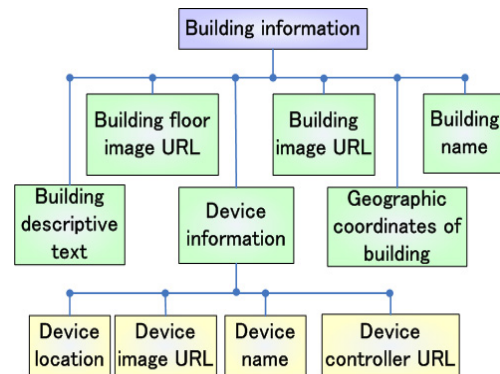 Building information
Building floor
image URL
Building
image URL
Building
name
Building
descriptive
text
Device
information
Geographic
coordinates of
building
Device
location
Device
image URL
Device
name
Device
controller URL